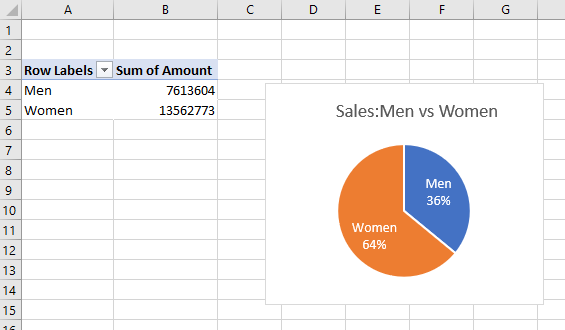 A B C D E F G
1
2
3 Row Labels Sum of Amount
4 Men 7613604
5 Women 13562773
6
7
8
9
10
11
12
13
14
15
16
Sales:Men vs Women
Men
36%
Women
64%